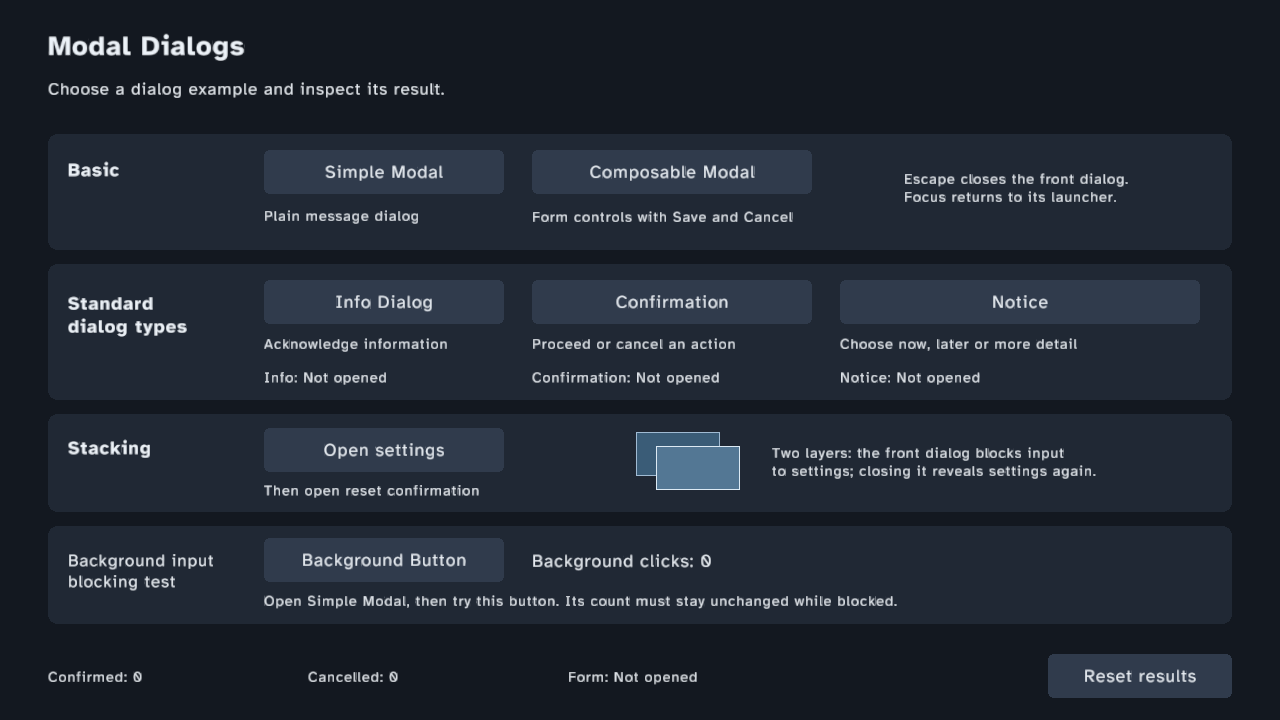 Modal Dialogs
Choose a dialog example and inspect its result.
Basic
Simple Modal
Composable Modal
Plain message dialog
Form controls with Save and Cancel
Escape closes the front dialog.
Focus returns to its launcher.
Standard
dialog types
Info Dialog
Confirmation
Notice
Acknowledge information
Proceed or cancel an action
Choose now, later or more detail
Info: Not opened
Confirmation: Not opened
Notice: Not opened
Stacking
Open settings
Then open reset confirmation
Two layers: the front dialog blocks input
to settings; closing it reveals settings again.
Background input
blocking test
Background Button
Background clicks: 0
Open Simple Modal, then try this button. Its count must stay unchanged while blocked.
Confirmed: 0
Cancelled: 0
Form: Not opened
Reset results